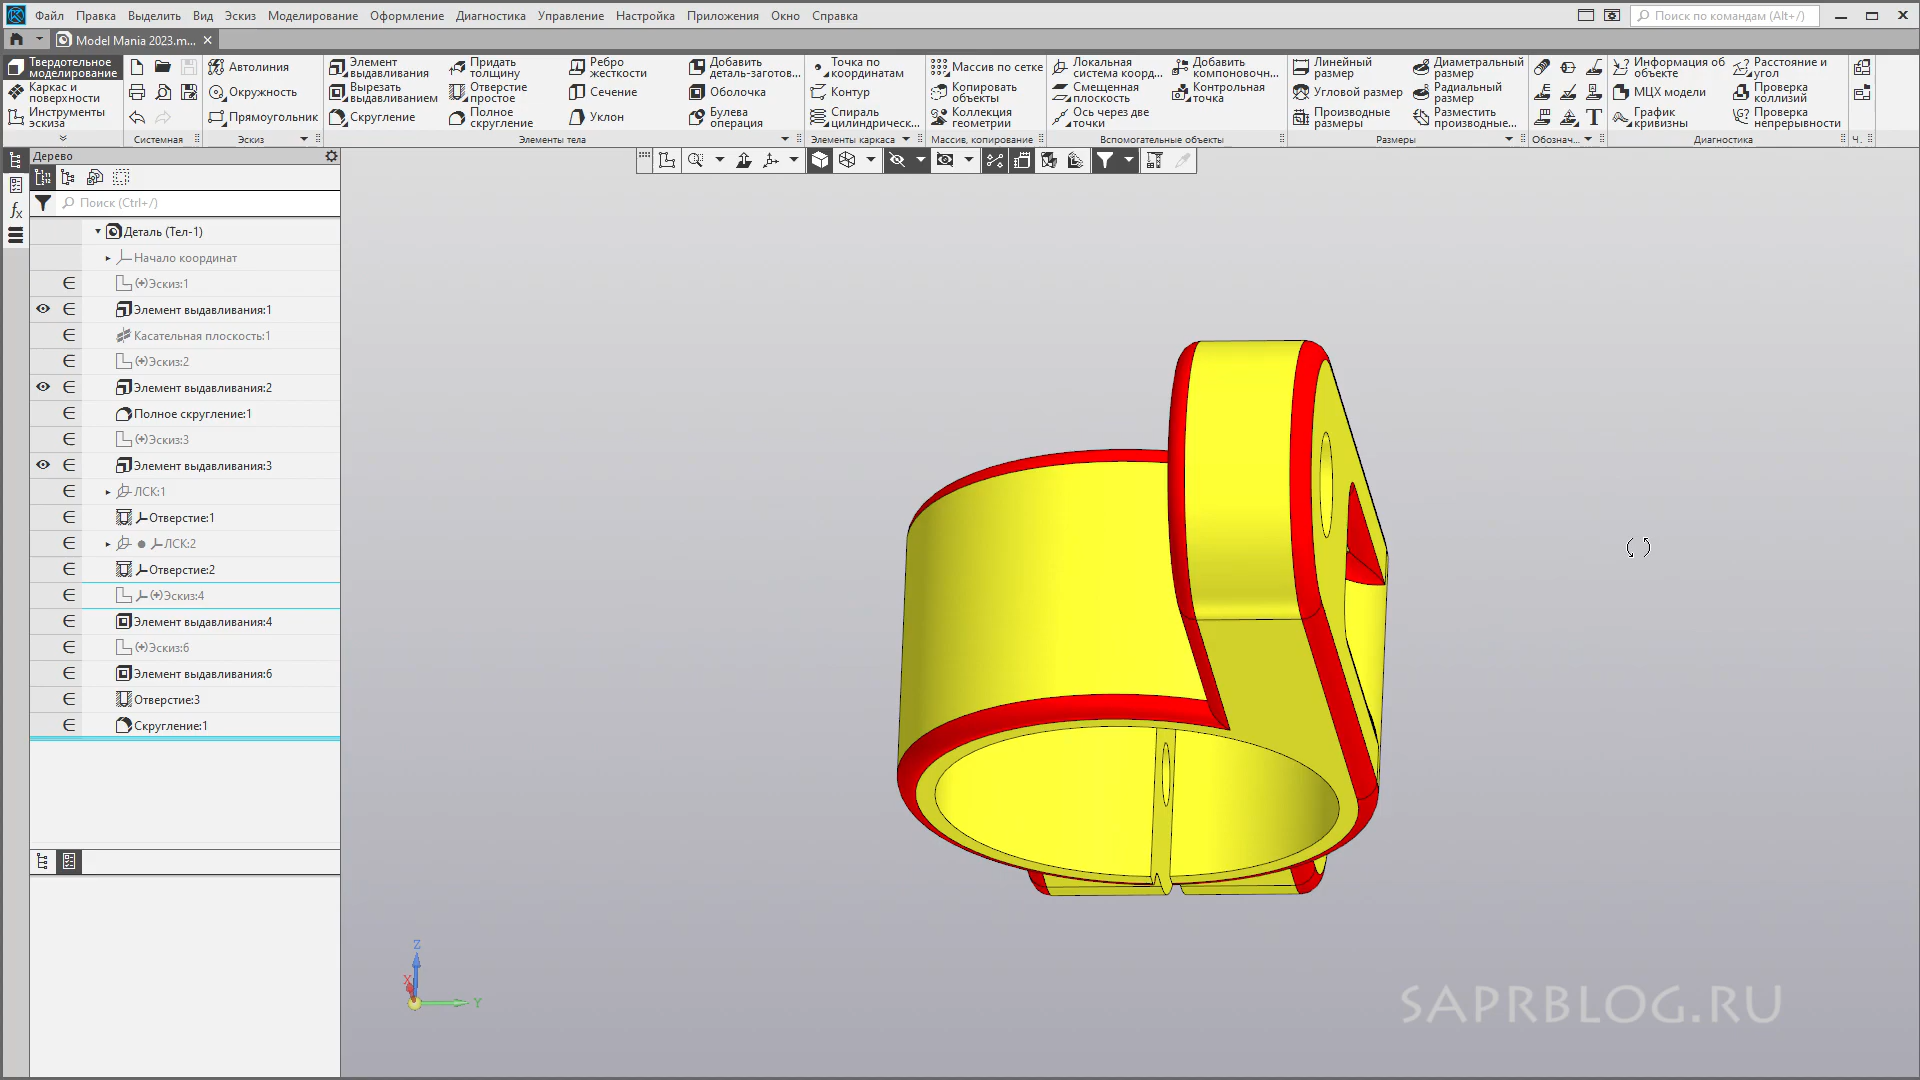 Файл Правка Выделить Вид Эскиз Моделирование Оформление Диагностика Управление Настройка Приложения Окно Справка
Поиск по командам (Alt+/)
Model Mania 2023.m...
Твердотельное моделирование
Каркас и поверхности
Инструменты эскиза
Системная
Автолиния
Окружность
Прямоугольник
Эскиз
Элемент выдавливания
Вырезать выдавливанием
Скругление
Придать толщину
Отверстие простое
Полное скругление
Ребро жесткости
Сечение
Уклон
Добавить деталь-заготов...
Оболочка
Булева операция
Элементы тела
Точка по координатам
Контур
Спираль цилиндрическ...
Элементы каркаса
Массив по сетке
Копировать объекты
Коллекция геометрии
Массив, копирование
Локальная система коорд...
Смещенная плоскость
Ось через две точки
Добавить компоновочн...
Контрольная точка
Вспомогательные объекты
Линейный размер
Угловой размер
Производные размеры
Диаметральный размер
Радиальный размер
Разместить производные...
Размеры
Обознач...
Информация об объекте
МЦХ модели
График кривизны
Расстояние и угол
Проверка коллизий
Проверка непрерывности
Диагностика
Ч...
Дерево
Поиск (Ctrl+/)
Деталь (Тел-1)
Начало координат
(+)Эскиз:1
Элемент выдавливания:1
Касательная плоскость:1
(+)Эскиз:2
Элемент выдавливания:2
Полное скругление:1
(+)Эскиз:3
Элемент выдавливания:3
ЛСК:1
Отверстие:1
ЛСК:2
Отверстие:2
(+)Эскиз:4
Элемент выдавливания:4
(+)Эскиз:6
Элемент выдавливания:6
Отверстие:3
Скругление:1
Z
X
Y
SAPRBLOG.RU